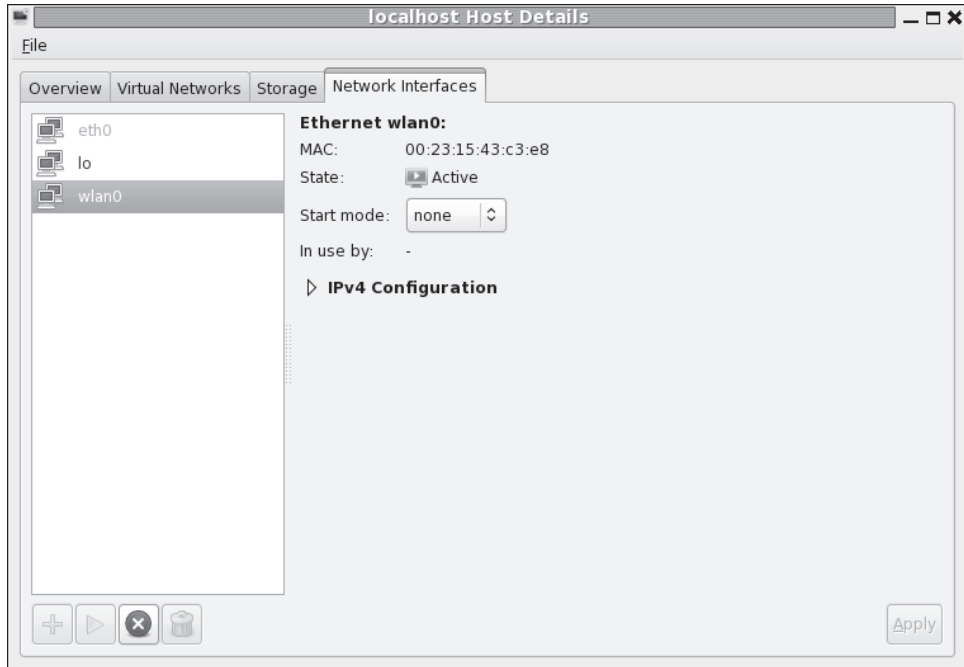 localhost Host Details
File
Overview Virtual Networks Storage Network Interfaces
eth0
lo
wlan0
Ethernet wlan0:
MAC: 00:23:15:43:c3:e8
State: Active
Start mode: none
In use by: -
IPv4 Configuration
Apply